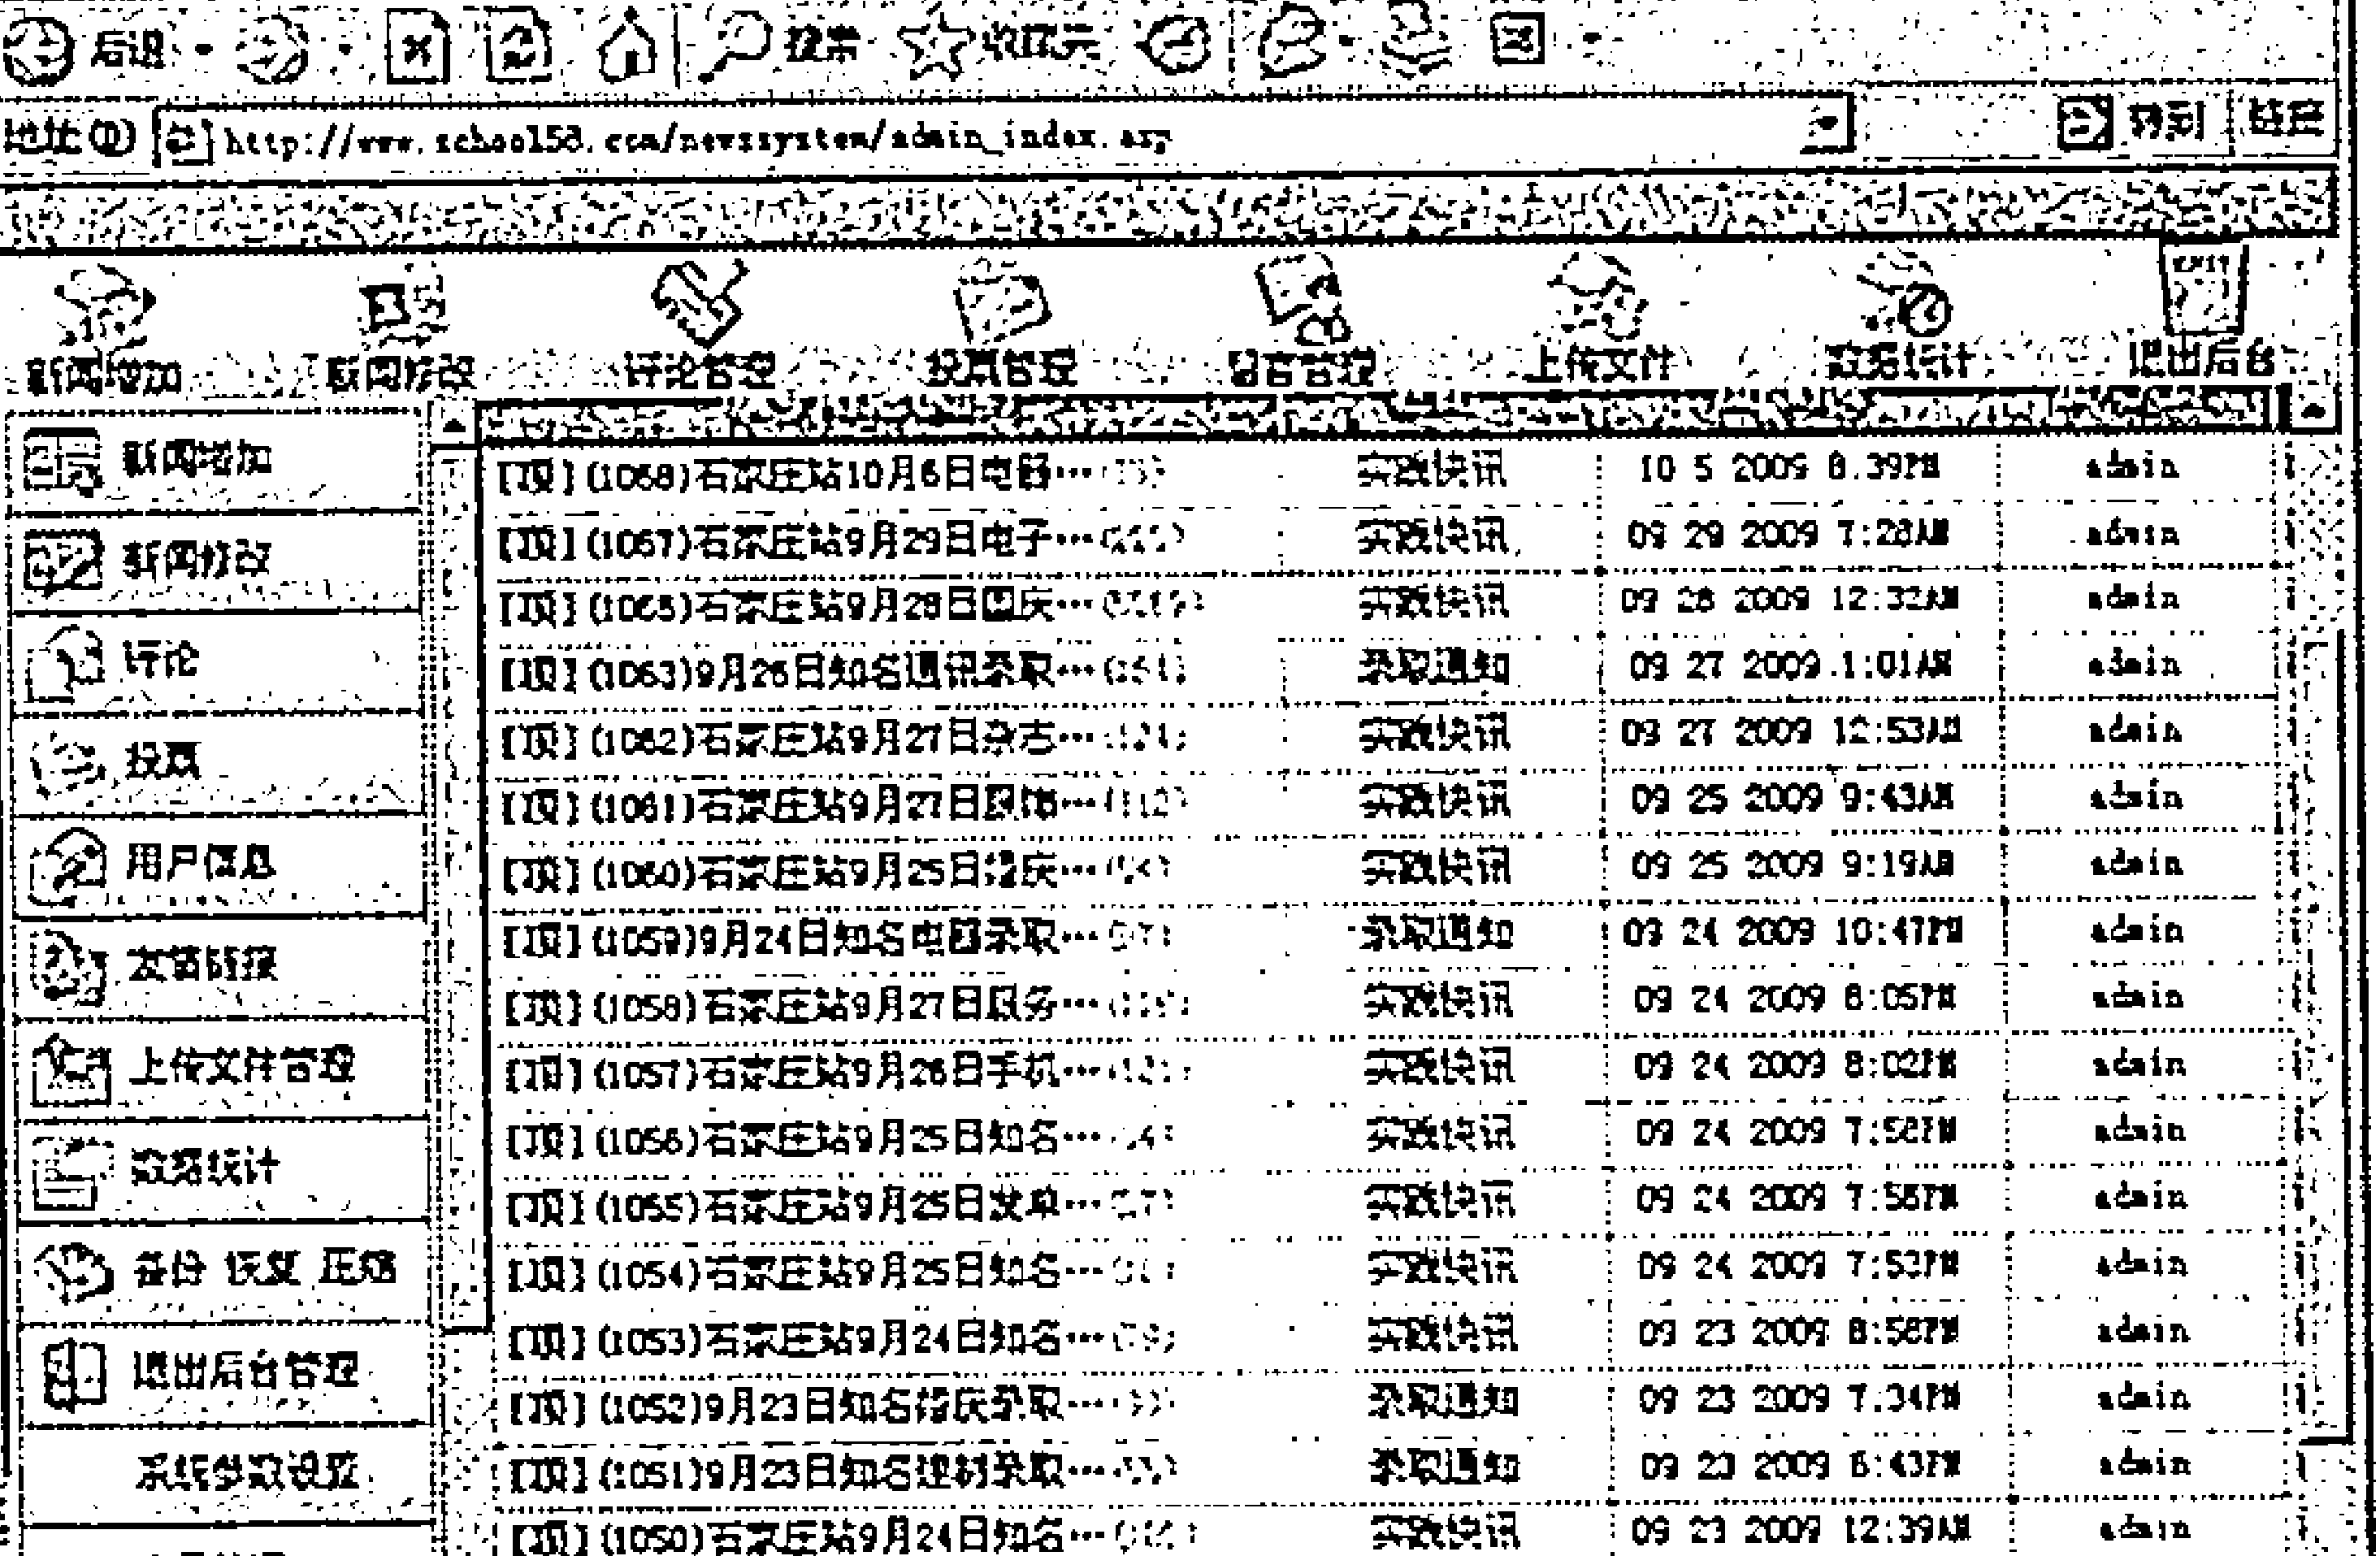 后退 搜索 收藏夹
地址(D) http://www.school158.com/newssystem/admin_index.asp 转到 链接
EXIT
新闻增加 新闻修改 评论管理 投票管理 留言管理 上传文件 数据统计 退出后台
新闻增加
新闻修改
评论
投票
用户信息
友情链接
上传文件管理
数据统计
备份 恢复 压缩
退出后台管理
系统参数设置
[顶] (1068)石家庄站10月6日电器… 实践快讯 10 5 2009 8:39PM admin
[顶] (1067)石家庄站9月29日电子… 实践快讯 09 29 2009 7:28AM admin
[顶] (1065)石家庄站9月28日国庆… 实践快讯 09 28 2009 12:32AM admin
[顶] (1063)9月26日知名通讯录取… 录取通知 09 27 2009 1:01AM admin
[顶] (1062)石家庄站9月27日杂志… 实践快讯 09 27 2009 12:53AM admin
[顶] (1061)石家庄站9月27日服饰…(112) 实践快讯 09 25 2009 9:43AM admin
[顶] (1060)石家庄站9月25日 … 实践快讯 09 25 2009 9:19AM admin
[顶] (1059)9月24日知名电器录取… 录取通知 09 24 2009 10:47PM admin
[顶] (1058)石家庄站9月27日服务… 实践快讯 09 24 2009 8:05PM admin
[顶] (1057)石家庄站9月26日手机… 实践快讯 09 24 2009 8:02PM admin
[顶] (1056)石家庄站9月25日知名… 实践快讯 09 24 2009 7:58PM admin
[顶] (1055)石家庄站9月25日发单… 实践快讯 09 24 2009 7:56PM admin
[顶] (1054)石家庄站9月25日知名… 实践快讯 09 24 2009 7:53PM admin
[顶] (1053)石家庄站9月24日知名… 实践快讯 09 23 2009 8:58PM admin
[顶] (1052)9月23日知名 录取… 录取通知 09 23 2009 7:34PM admin
[顶] (1051)9月23日知名建材录取… 录取通知 09 23 2009 6:43PM admin
[顶] (1050)石家庄站9月24日知名… 实践快讯 09 23 2009 12:39AM admin